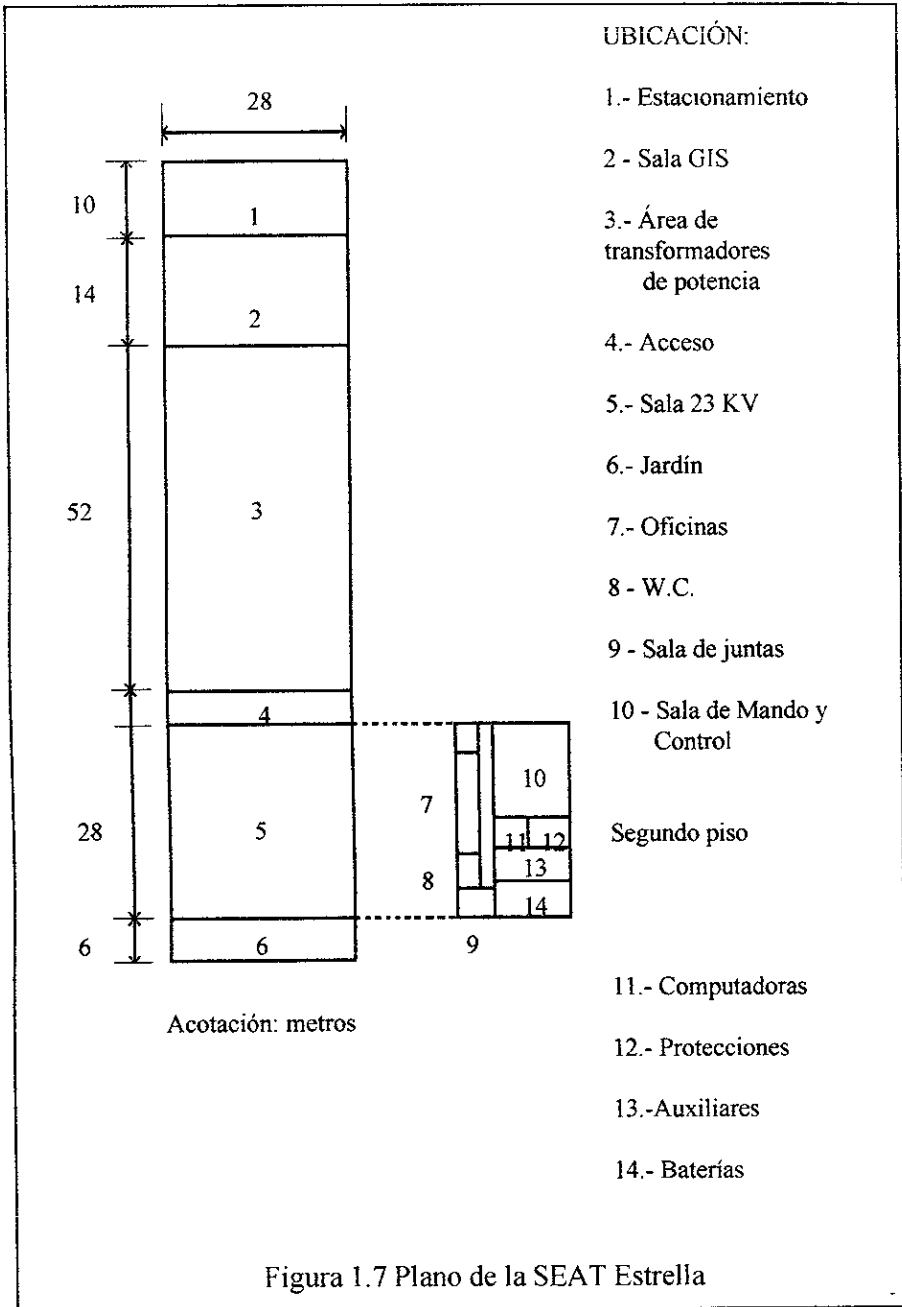 UBICACIÓN:
28
1.- Estacionamiento
2 - Sala GIS
3.- Área de
transformadores
de potencia
4.- Acceso
5.- Sala 23 KV
6.- Jardín
7.- Oficinas
8 - W.C.
9 - Sala de juntas
10 - Sala de Mando y
Control
Segundo piso
11.- Computadoras
12.- Protecciones
13.-Auxiliares
14.- Baterías
10
1
14
2
52
3
4
28
5
6
6
7
8
9
10
11
12
13
14
Acotación: metros
Figura 1.7 Plano de la SEAT Estrella